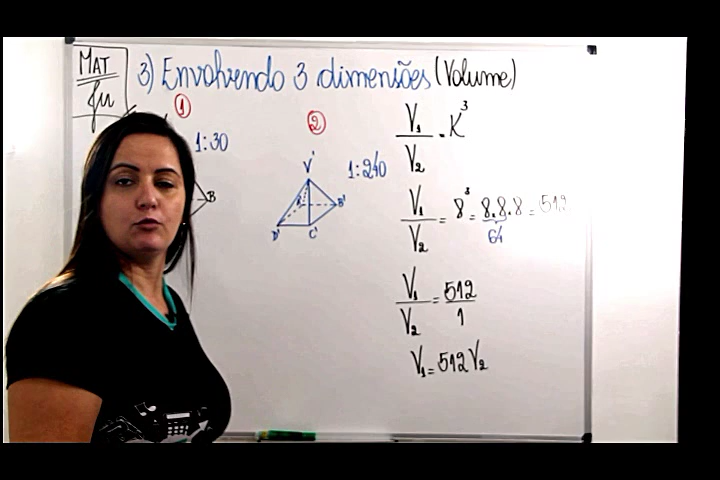 MAT
Ju
3) Envolvendo 3 dimensões (Volume)
1
1:30
B
2
1:240
V'
A'
B'
D'
C'
V₁/V₂ = K³
V₁/V₂ = 8³ = 8.8.8 = 512
64
V₁/V₂ = 512/1
V₁ = 512 V₂